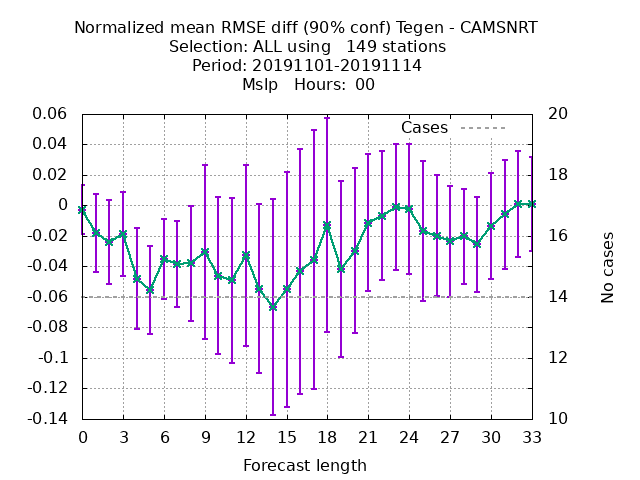 Normalized mean RMSE diff (90% conf) Tegen - CAMSNRT
Selection: ALL using   149 stations
Period: 20191101-20191114
Mslp   Hours:  00
0.06
0.04
0.02
0
-0.02
-0.04
-0.06
-0.08
-0.1
-0.12
-0.14
Cases
20
18
16
14
12
10
No cases
0 3 6 9 12 15 18 21 24 27 30 33
Forecast length